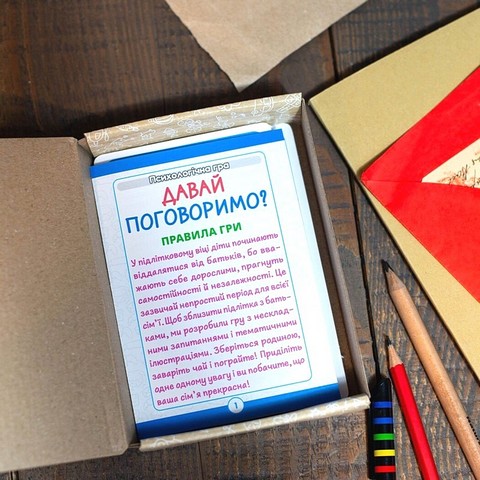 Психологічна гра
ДАВАЙ
ПОГОВОРИМО?
ПРАВИЛА ГРИ
У підлітковому віці діти починають
віддалятися від батьків, бо вва-
жають себе дорослими, прагнуть
самостійності й незалежності. Це
зазвичай непростий період для всієї
сім'ї. Щоб зблизити підлітка з бать-
ками, ми розробили гру з нескладни-
ними запитаннями і тематичними
ілюстраціями. Зберіться родиною,
заваріть чай і пограйте! Приділіть
одне одному увагу і ви побачите, що
ваша сім'я прекрасна!
1